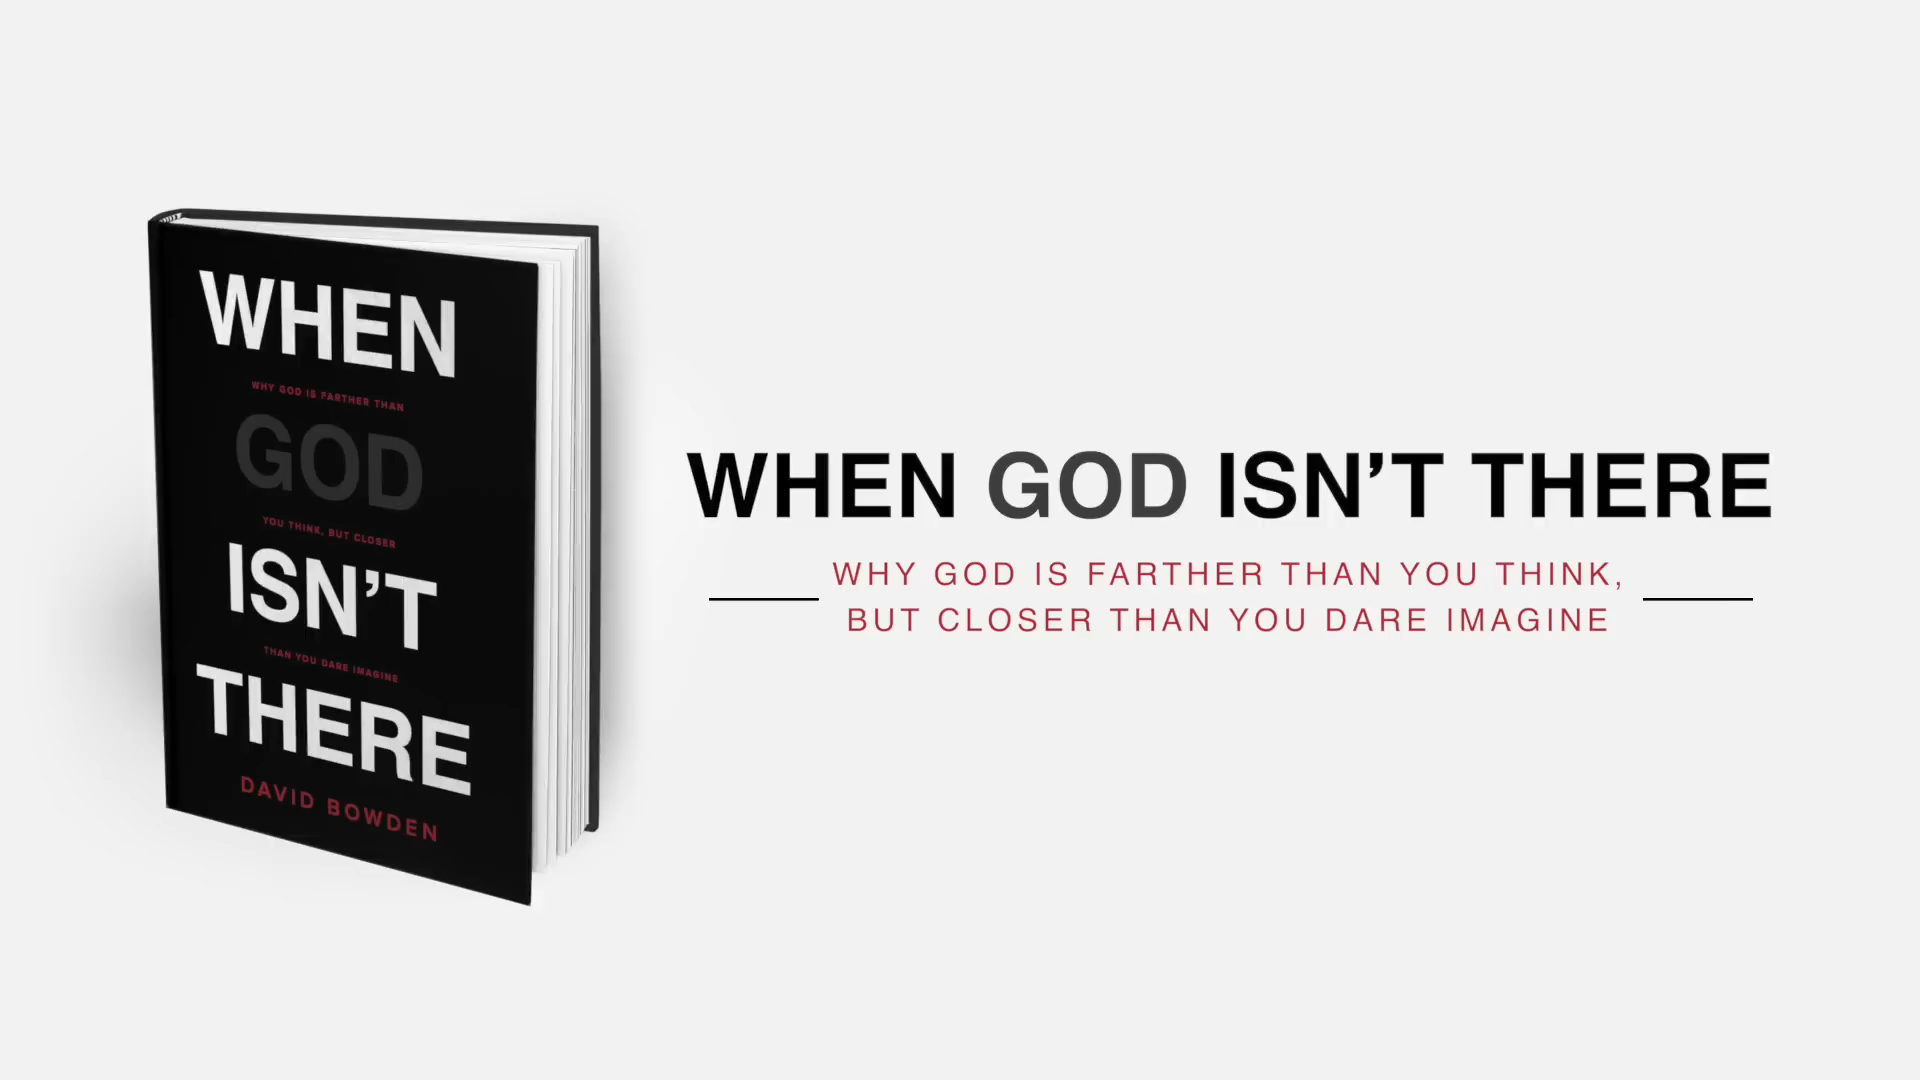 WHEN
WHY GOD IS FARTHER THAN
GOD
YOU THINK, BUT CLOSER
ISN’T
THAN YOU DARE IMAGINE
THERE
DAVID BOWDEN
WHEN GOD ISN’T THERE
WHY GOD IS FARTHER THAN YOU THINK,
BUT CLOSER THAN YOU DARE IMAGINE